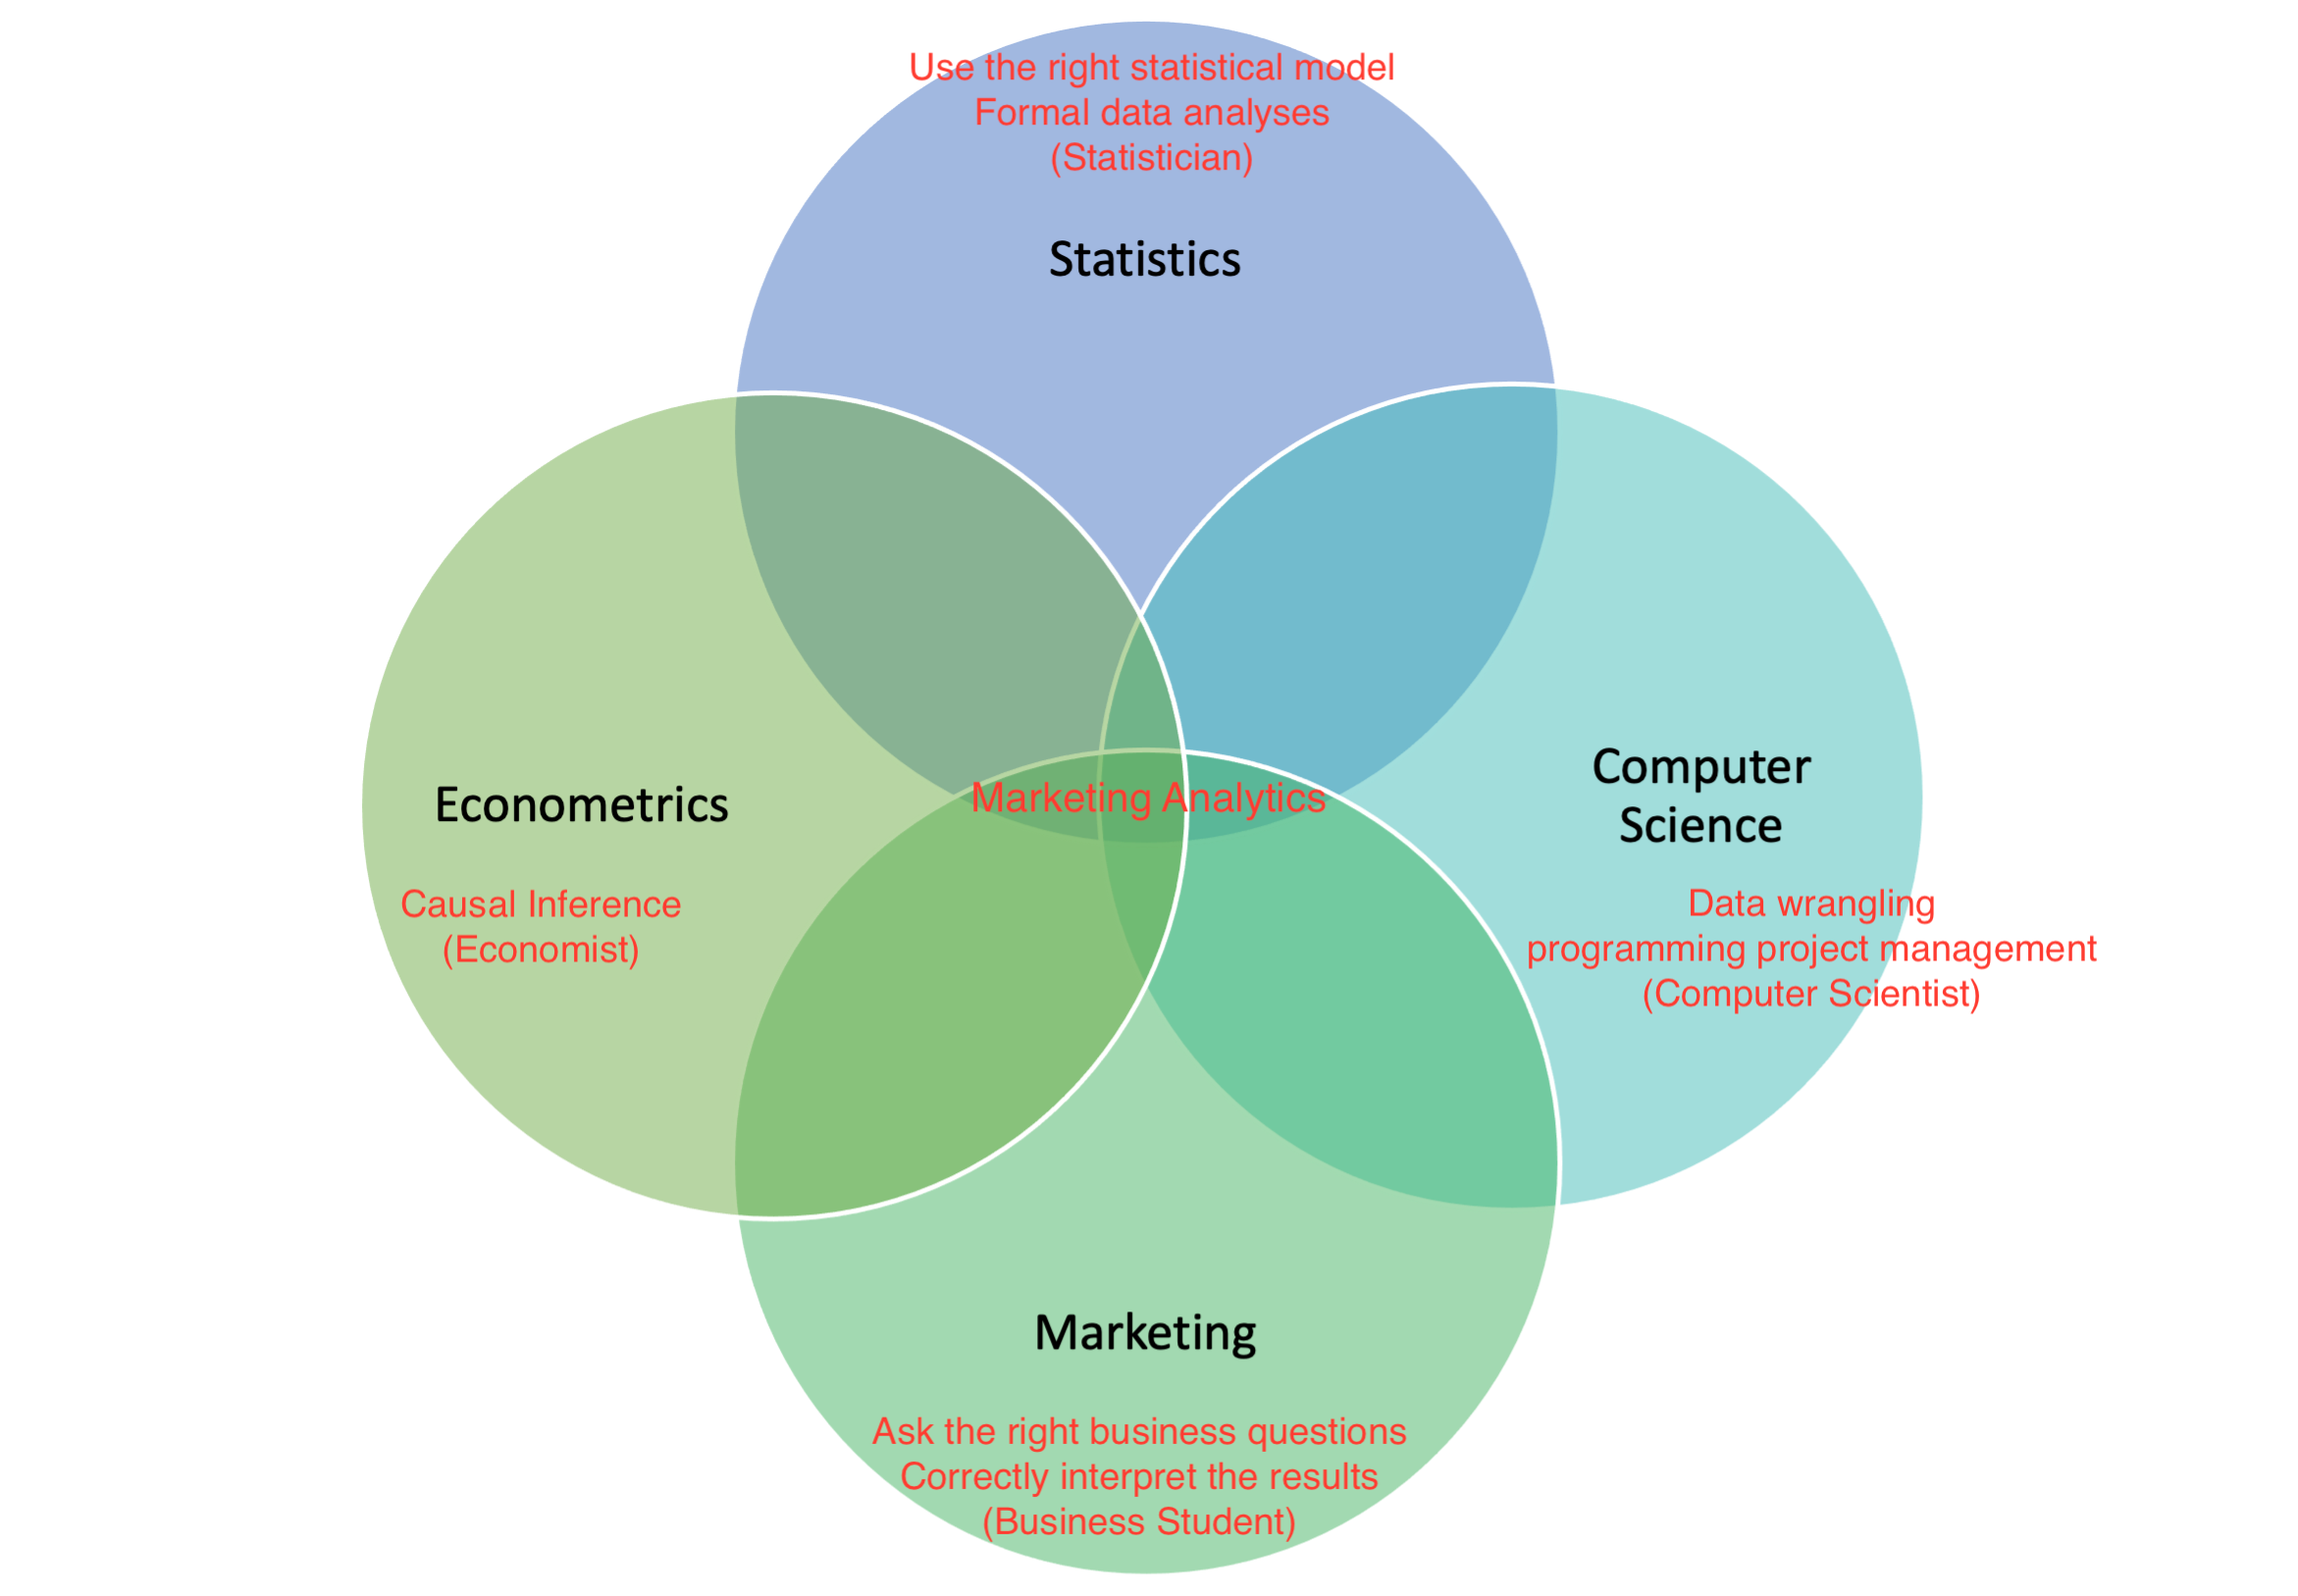 Use the right statistical model
Formal data analyses
(Statistician)
Statistics
Econometrics
Causal Inference
(Economist)
Marketing Analytics
Computer
Science
Data wrangling
programming project management
(Computer Scientist)
Marketing
Ask the right business questions
Correctly interpret the results
(Business Student)